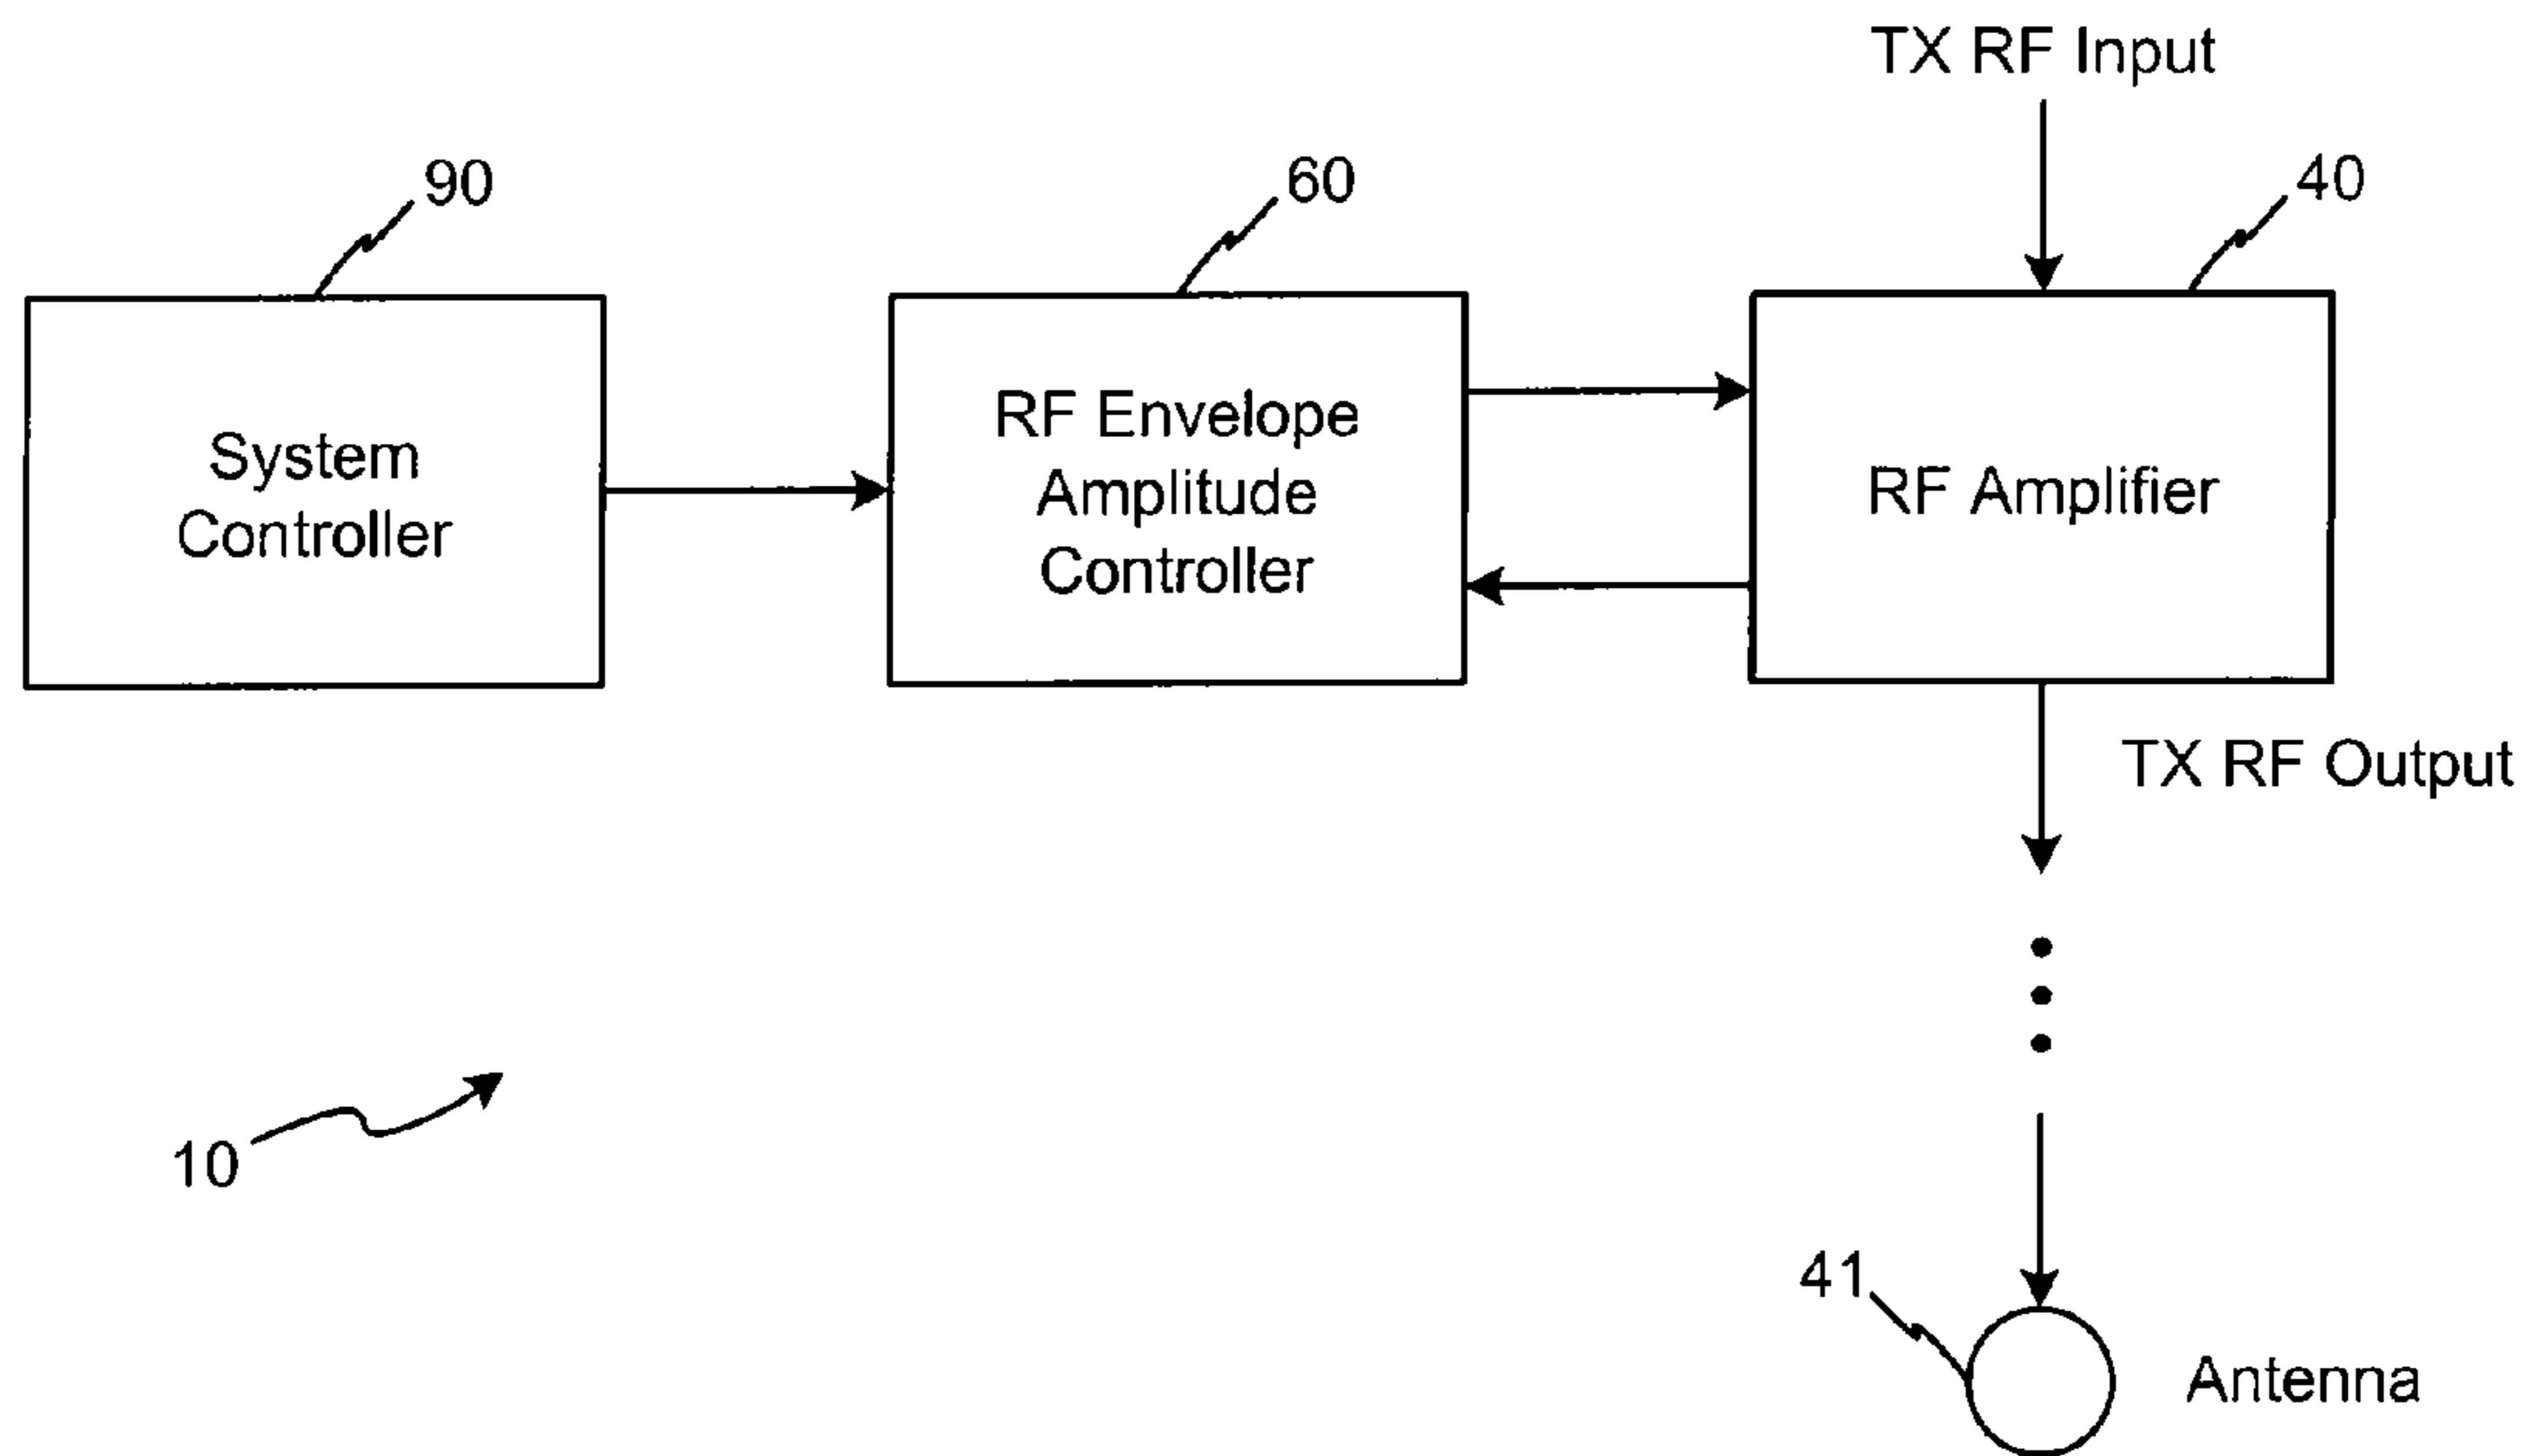 TX RF Input
90
60
40
System
Controller
RF Envelope
Amplitude
Controller
RF Amplifier
TX RF Output
10
41
Antenna